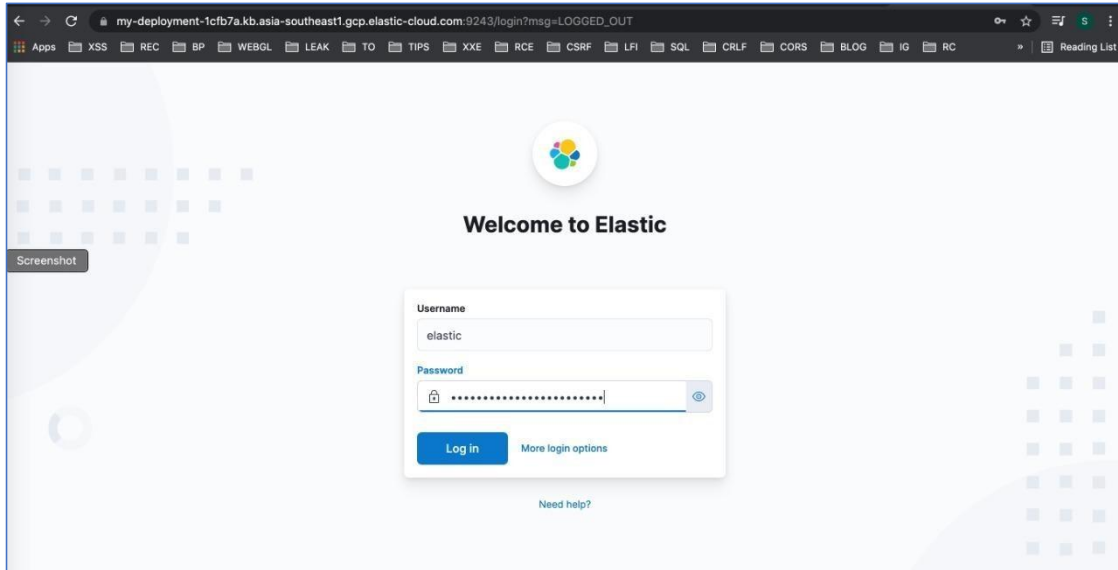 my-deployment-1cfb7a.kb.asia-southeast1.gcp.elastic-cloud.com:9243/login?msg=LOGGED_OUT
S
Apps XSS REC BP WEBGL LEAK TO TIPS XXE RCE CSRF LFI SQL CRLF CORS BLOG IG RC » Reading List
Welcome to Elastic
Screenshot
Username
elastic
Password
Log in More login options
Need help?